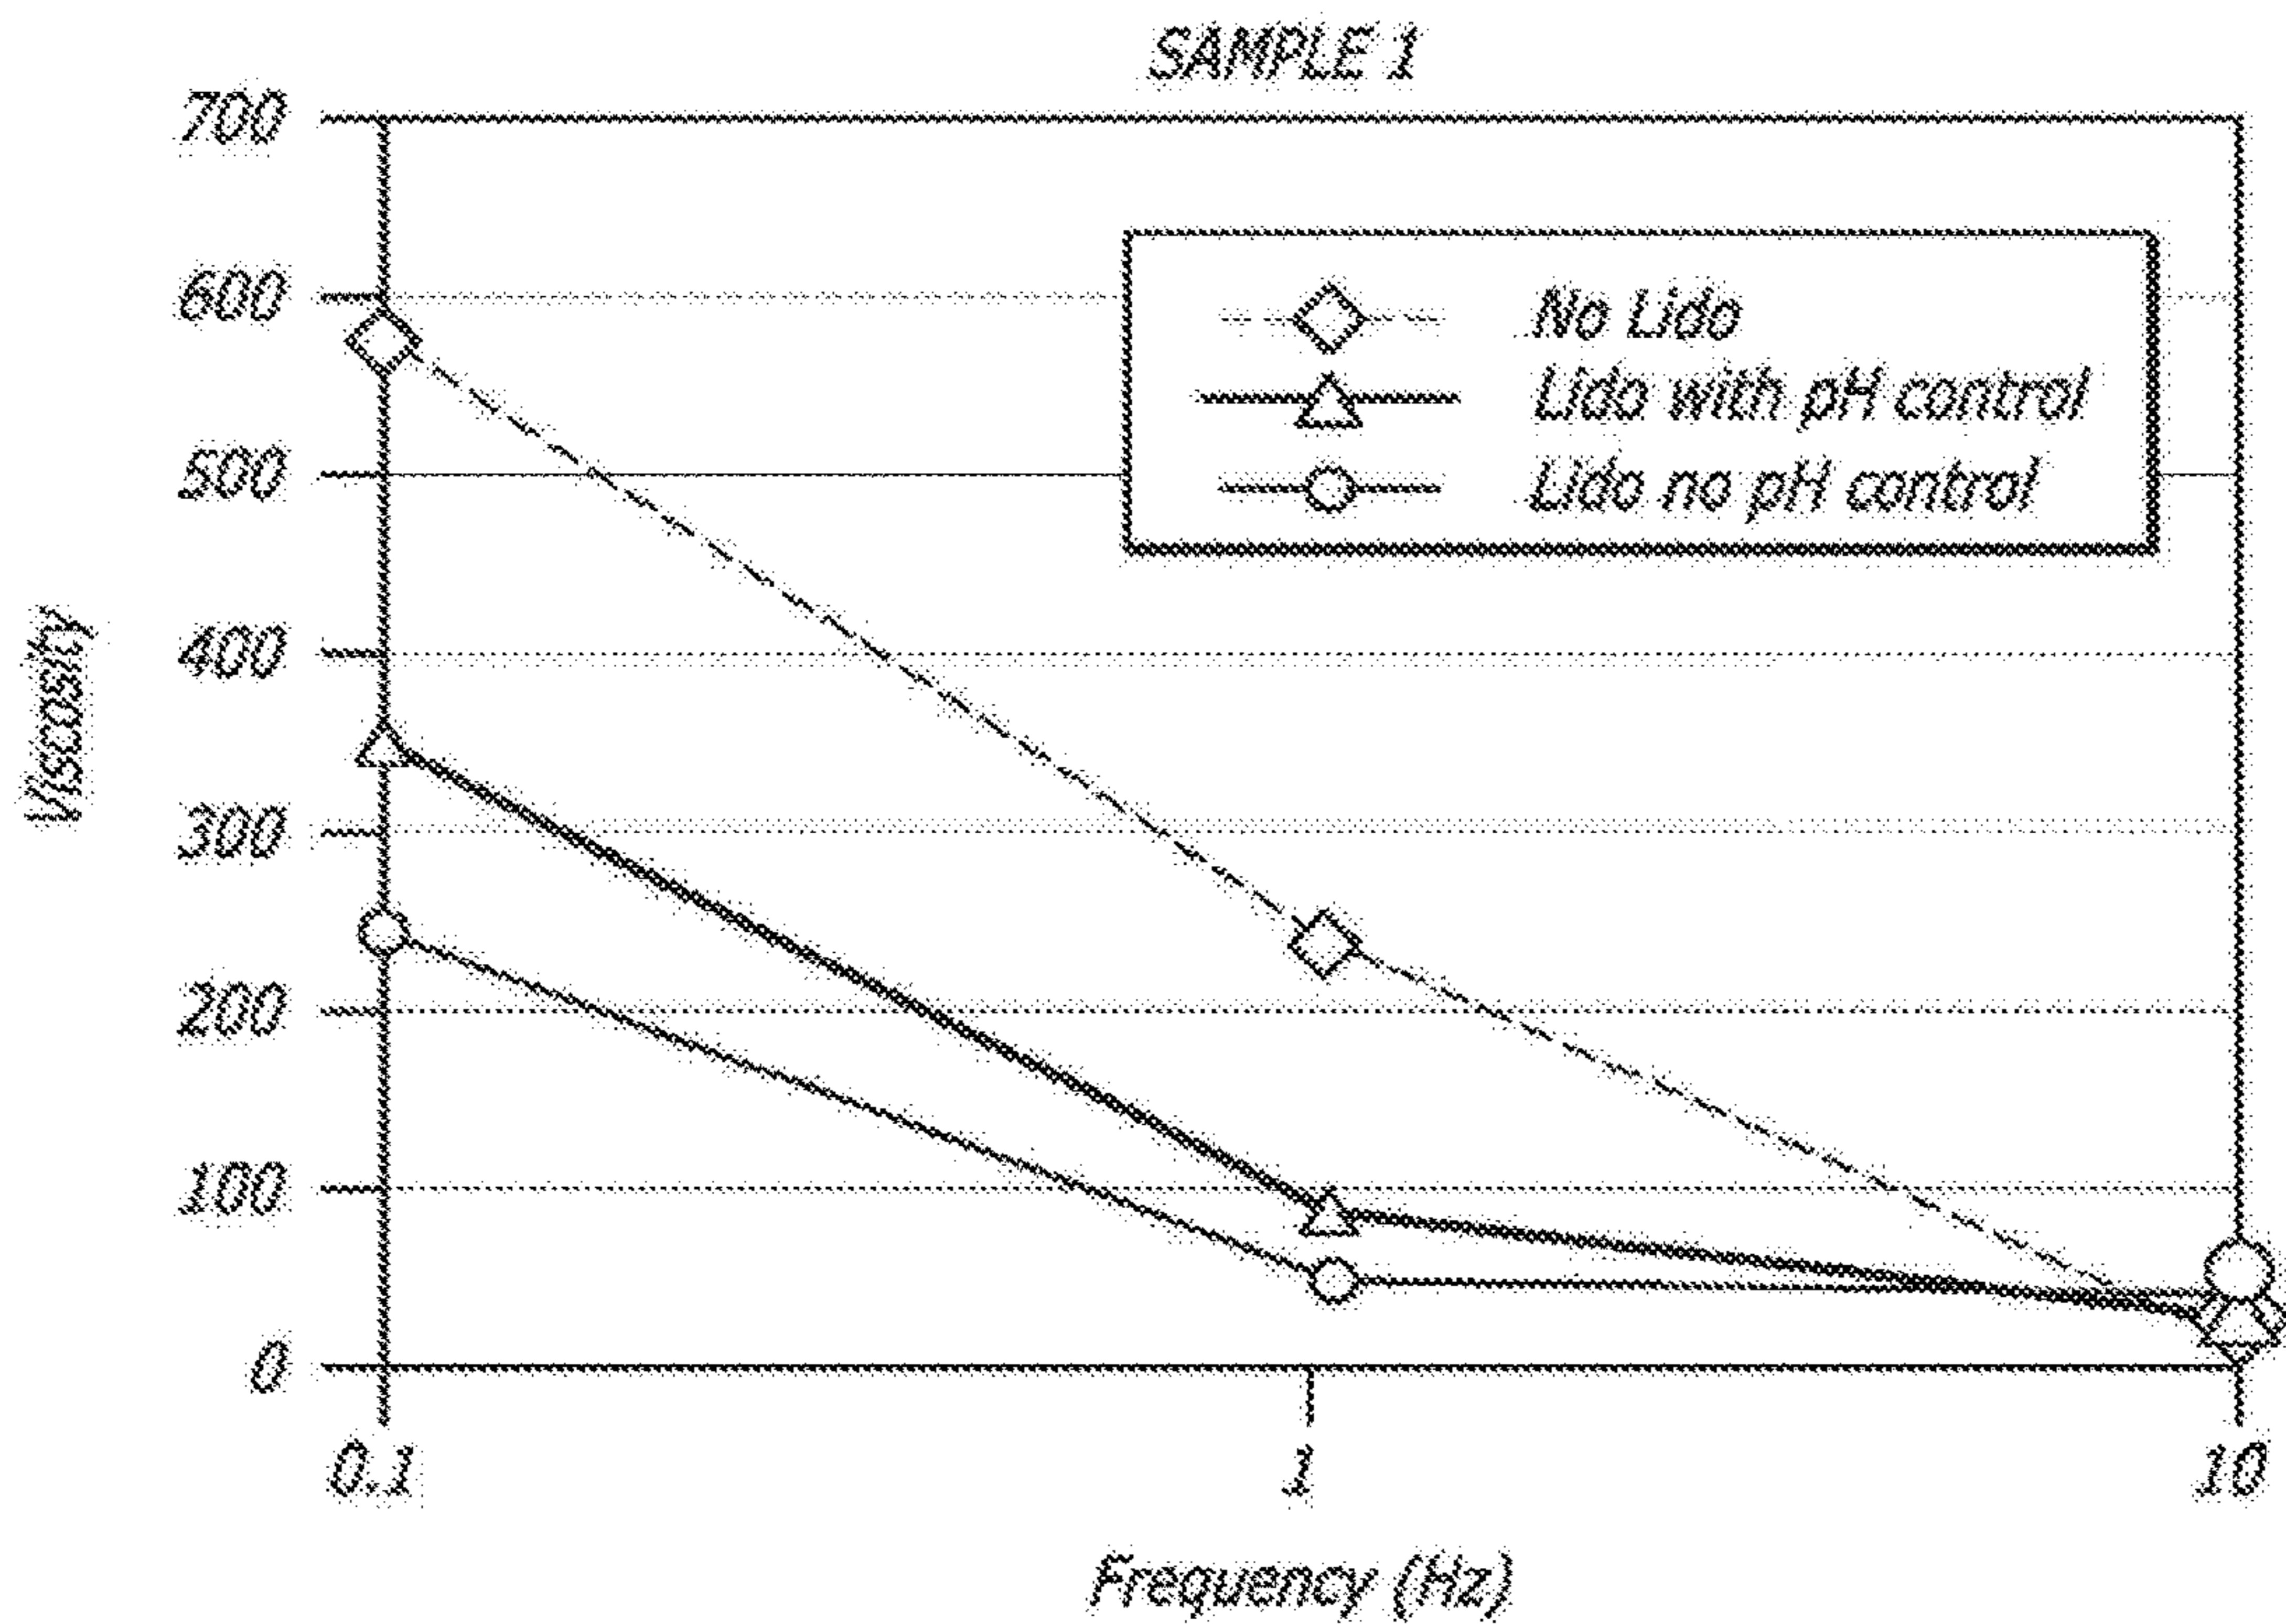 SAMPLE 1
700
600
500
400
300
200
100
0
Viscosity
No Lido
Lido with pH control
Lido no pH control
0.1
1
10
Frequency (Hz)